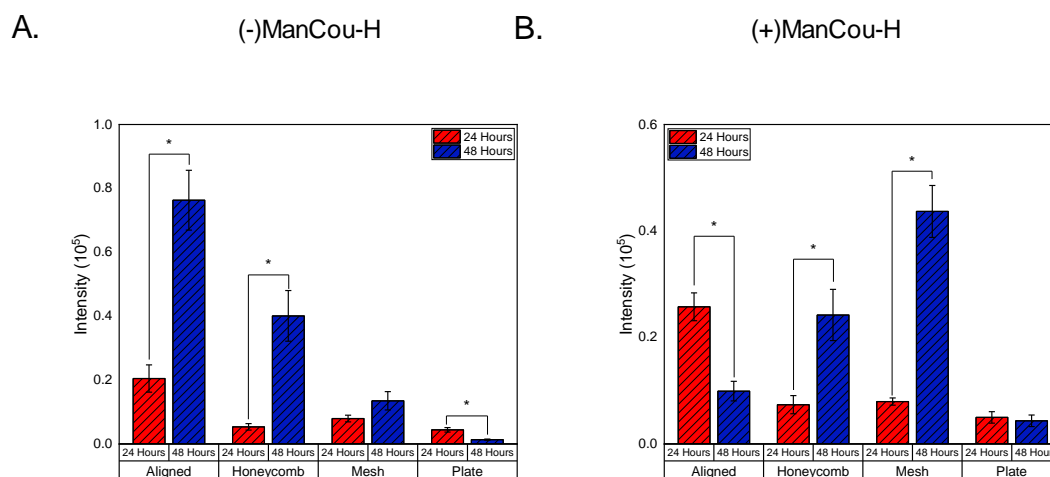 A.
(-)ManCou-H
24 Hours
48 Hours
Intensity (10⁵)
1.0
0.8
0.6
0.4
0.2
0.0
*
*
*
24 Hours 48 Hours 24 Hours 48 Hours 24 Hours 48 Hours 24 Hours 48 Hours
Aligned Honeycomb Mesh Plate
B.
(+)ManCou-H
24 Hours
48 Hours
Intensity (10⁵)
0.6
0.4
0.2
0.0
*
*
*
24 Hours 48 Hours 24 Hours 48 Hours 24 Hours 48 Hours 24 Hours 48 Hours
Aligned Honeycomb Mesh Plate